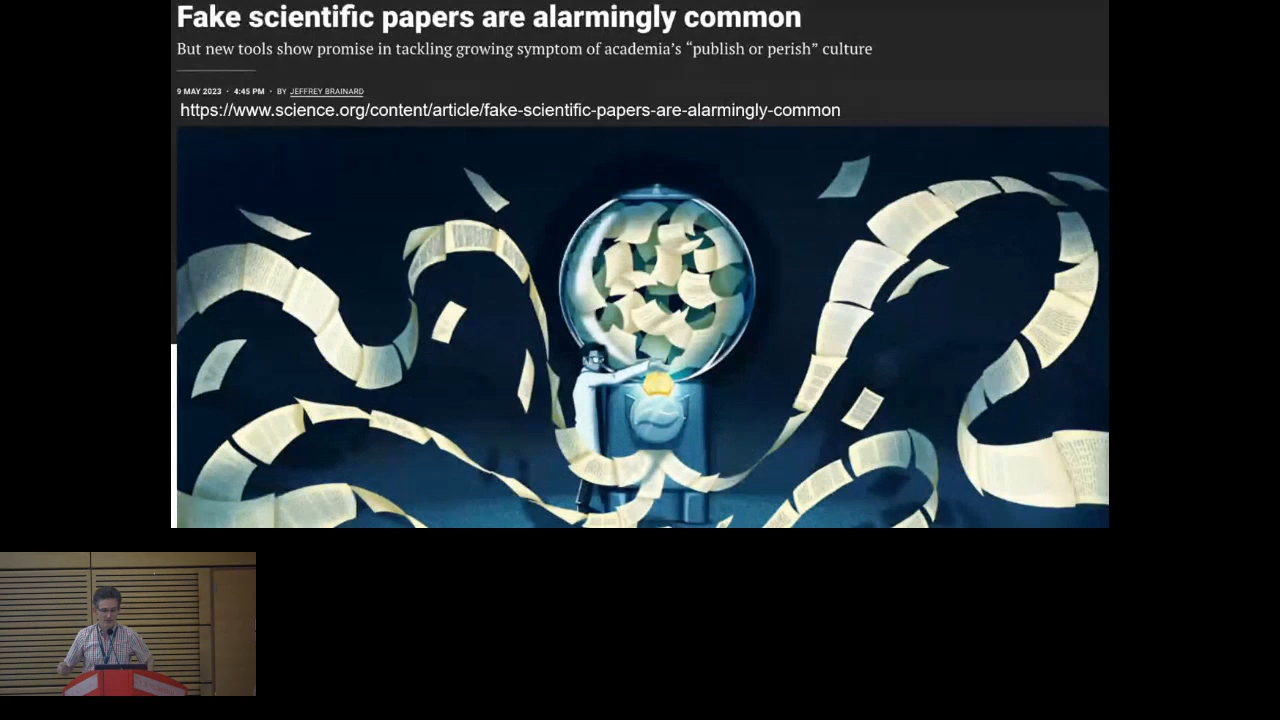 Fake scientific papers are alarmingly common
But new tools show promise in tackling growing symptom of academia's “publish or perish” culture
9 MAY 2023 · 4:45 PM · BY JEFFREY BRAINARD
https://www.science.org/content/article/fake-scientific-papers-are-alarmingly-common